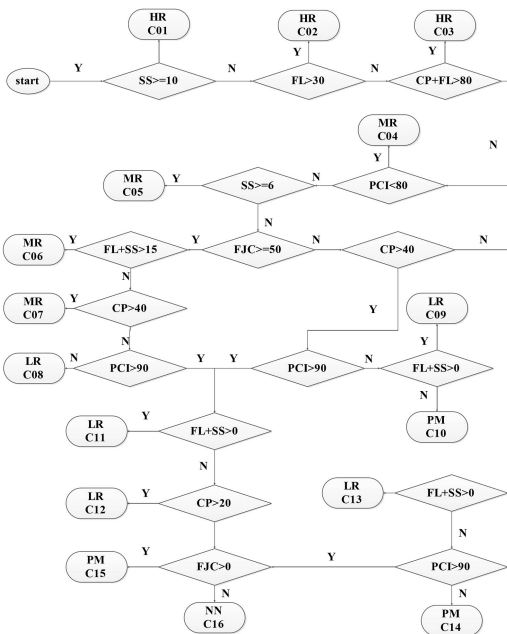 HR
C01
HR
C02
HR
C03
Y
Y
Y
start
Y
SS>=10
N
FL>30
N
CP+FL>80
MR
C04
N
Y
MR
C05
Y
SS>=6
N
PCI<80
N
MR
C06
Y
FL+SS>15
Y
FJC>=50
N
CP>40
N
N
MR
C07
Y
CP>40
Y
LR
C09
N
Y
LR
C08
N
PCI>90
Y
Y
PCI>90
N
FL+SS>0
N
LR
C11
Y
FL+SS>0
PM
C10
N
LR
C13
FL+SS>0
LR
C12
Y
CP>20
N
PM
C15
Y
FJC>0
Y
PCI>90
N
N
NN
C16
PM
C14